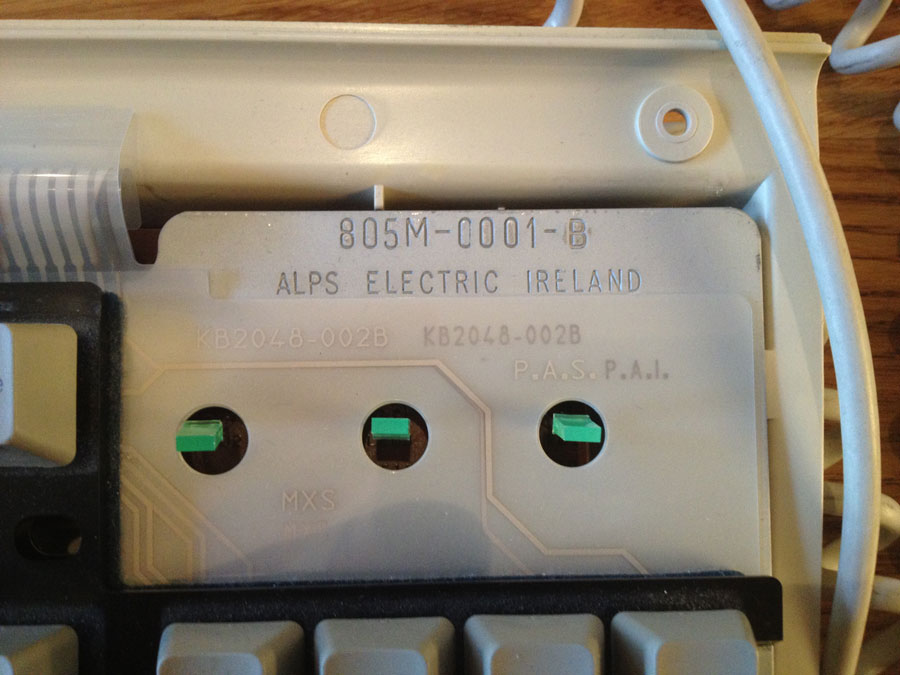 805M-0001-B
ALPS ELECTRIC IRELAND
KB2048-002B KB2048-002B
P.A.S. P.A.I.
MXS